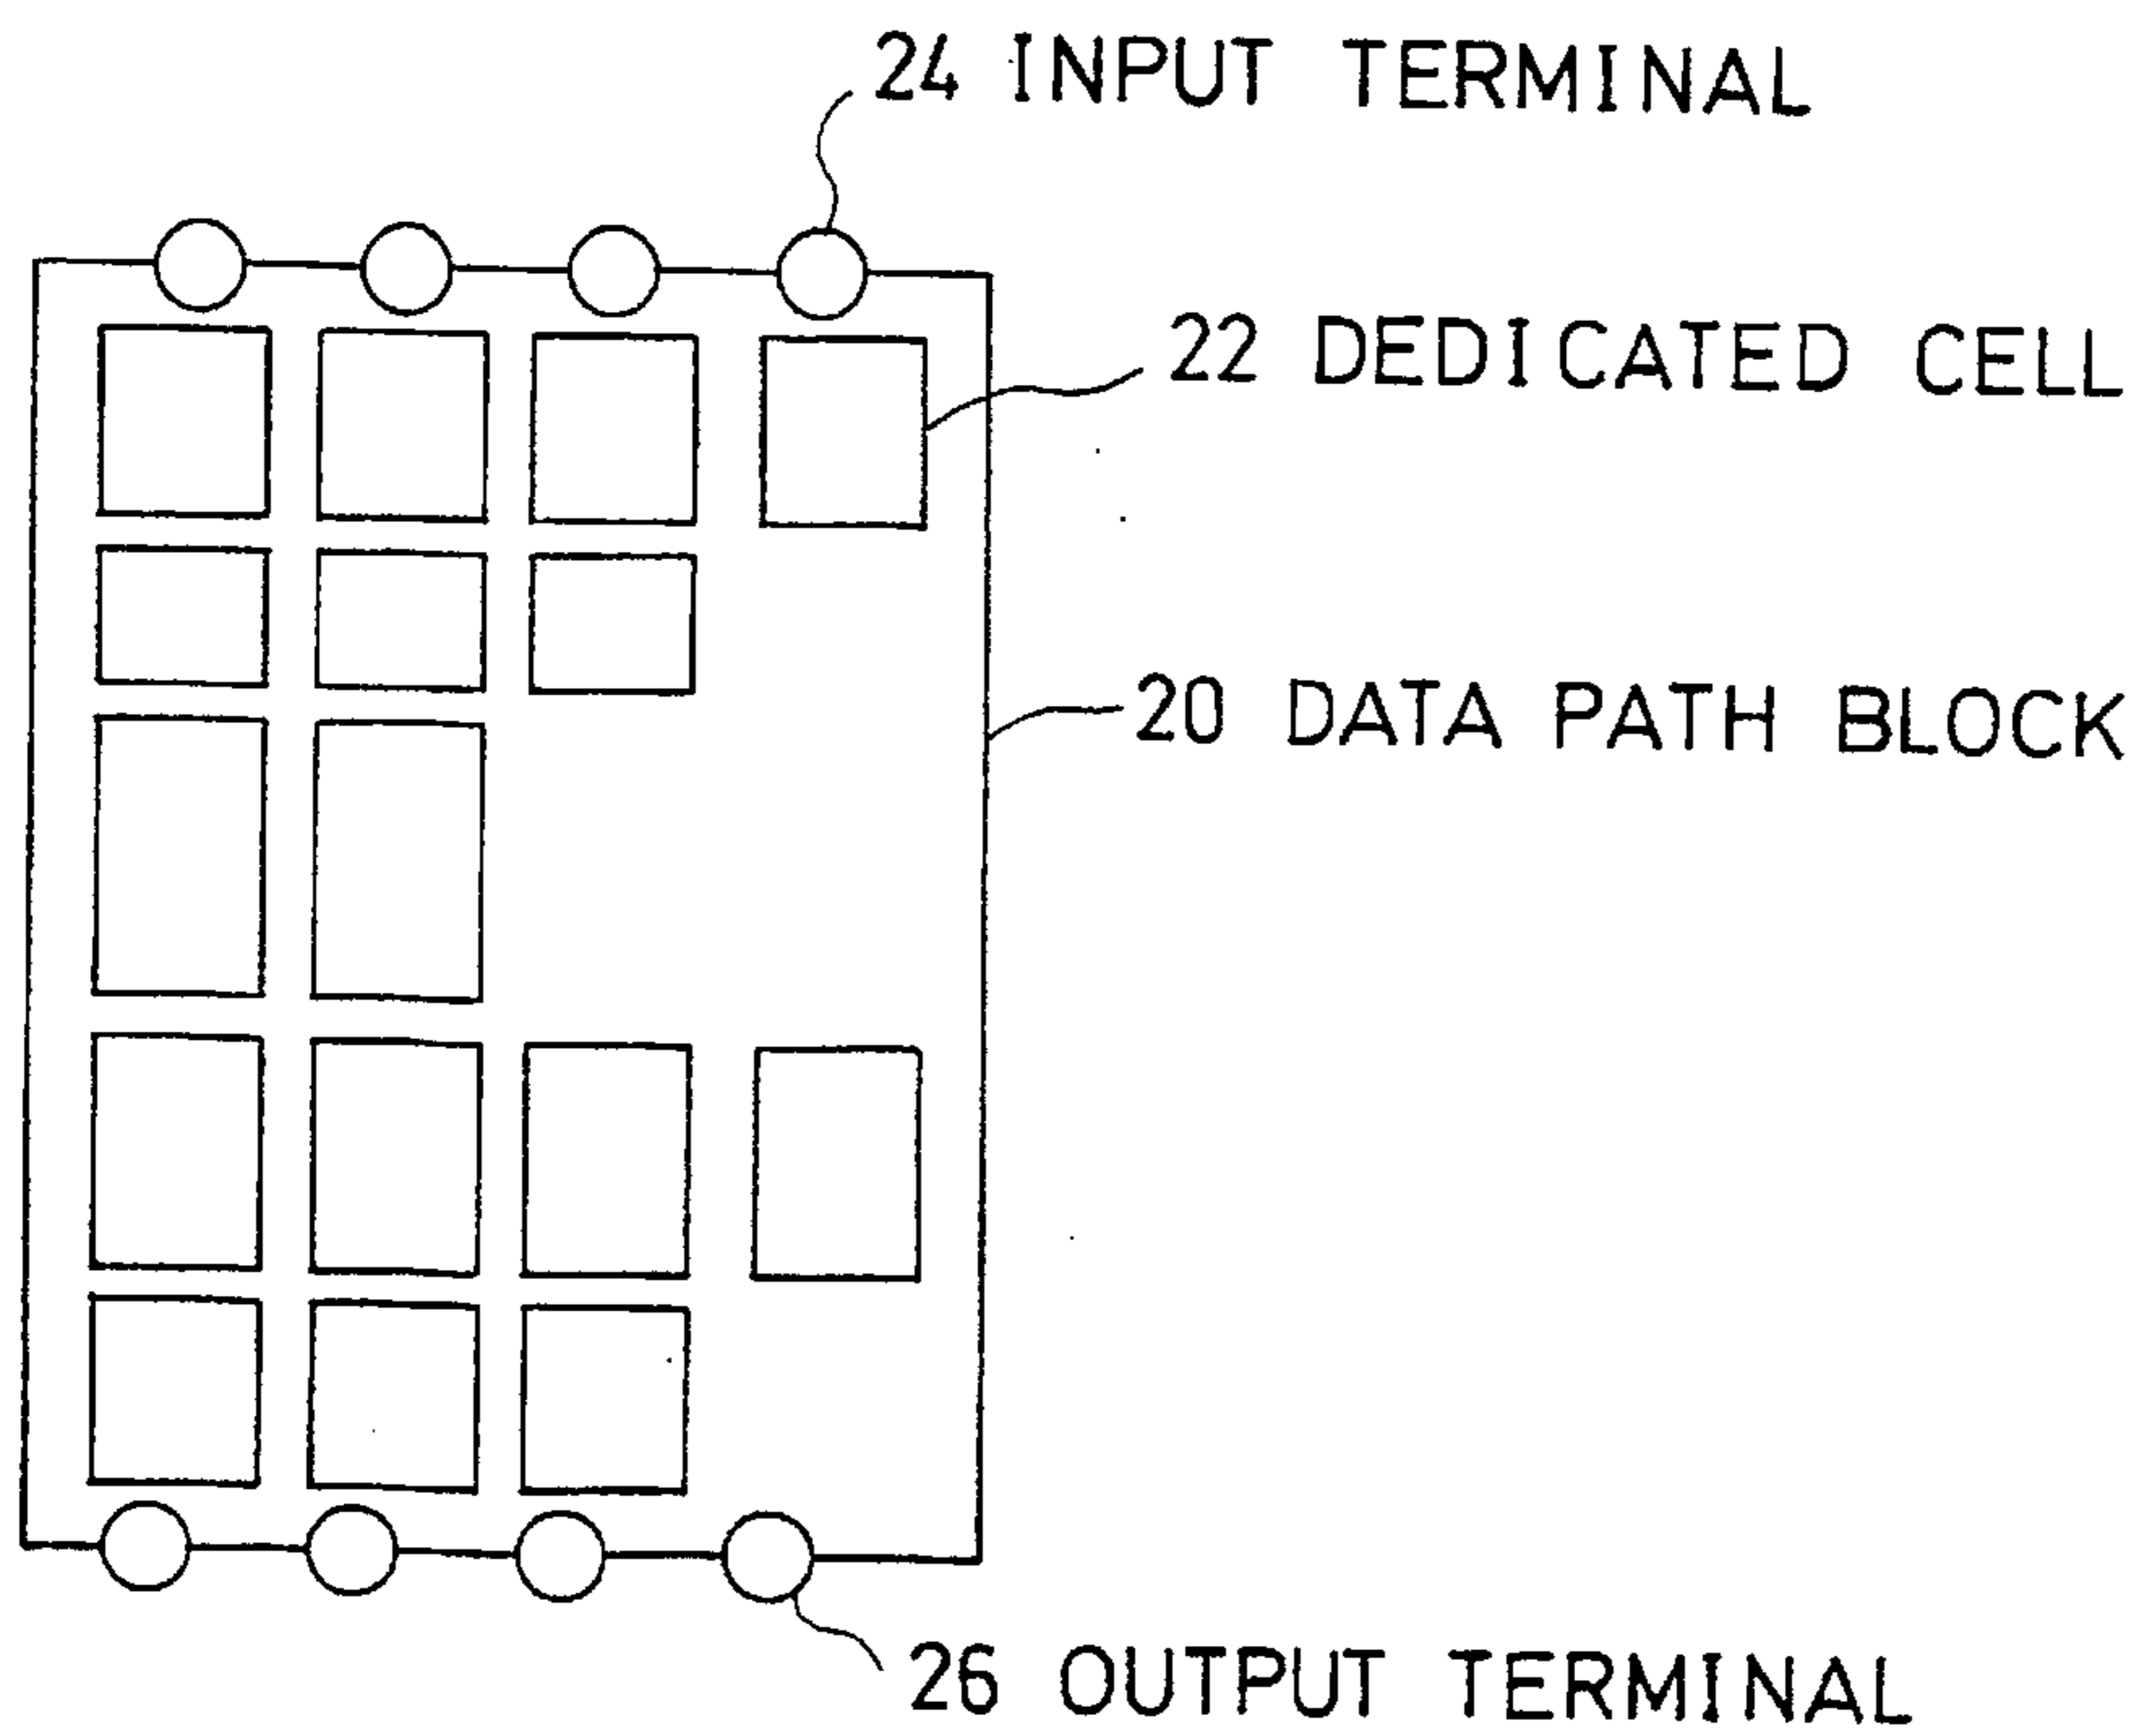 24 INPUT TERMINAL
22 DEDICATED CELL
20 DATA PATH BLOCK
26 OUTPUT TERMINAL